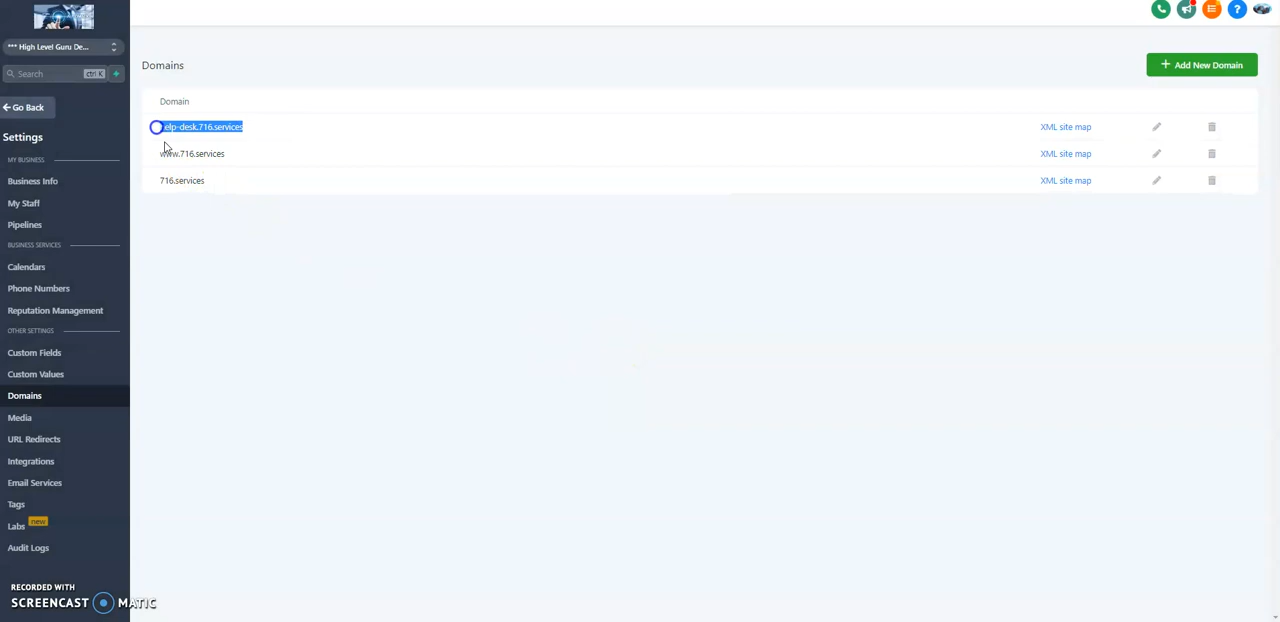 *** High Level Guru De...
Search ctrl K
Go Back
Settings
MY BUSINESS
Business Info
My Staff
Pipelines
BUSINESS SERVICES
Calendars
Phone Numbers
Reputation Management
OTHER SETTINGS
Custom Fields
Custom Values
Domains
Media
URL Redirects
Integrations
Email Services
Tags
Labs new
Audit Logs
RECORDED WITH
SCREENCAST MATIC
Domains
+ Add New Domain
Domain
help-desk.716.services XML site map
www.716.services XML site map
716.services XML site map
?